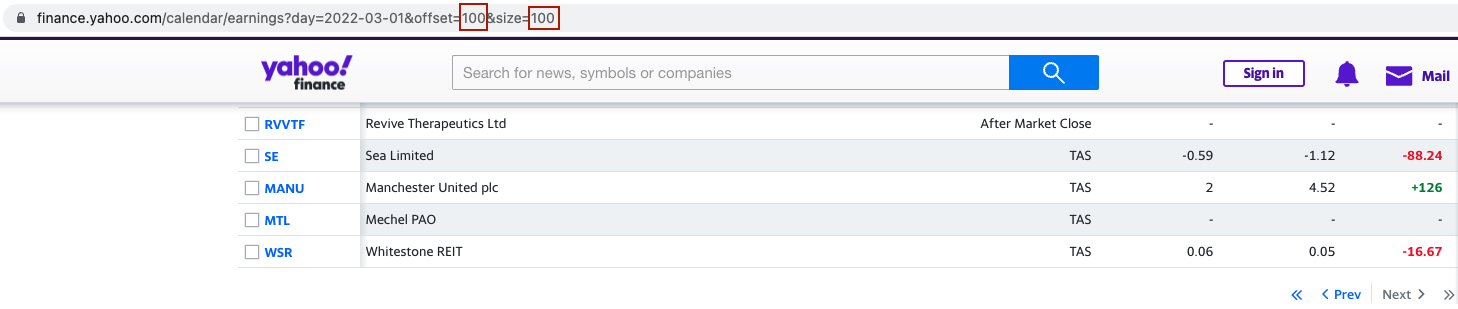 finance.yahoo.com/calendar/earnings?day=2022-03-01&offset=100&size=100
yahoo! finance
Search for news, symbols or companies
Sign in
Mail
RVVTF Revive Therapeutics Ltd After Market Close - - -
SE Sea Limited TAS -0.59 -1.12 -88.24
MANU Manchester United plc TAS 2 4.52 +126
MTL Mechel PAO TAS - - -
WSR Whitestone REIT TAS 0.06 0.05 -16.67
« < Prev Next > »